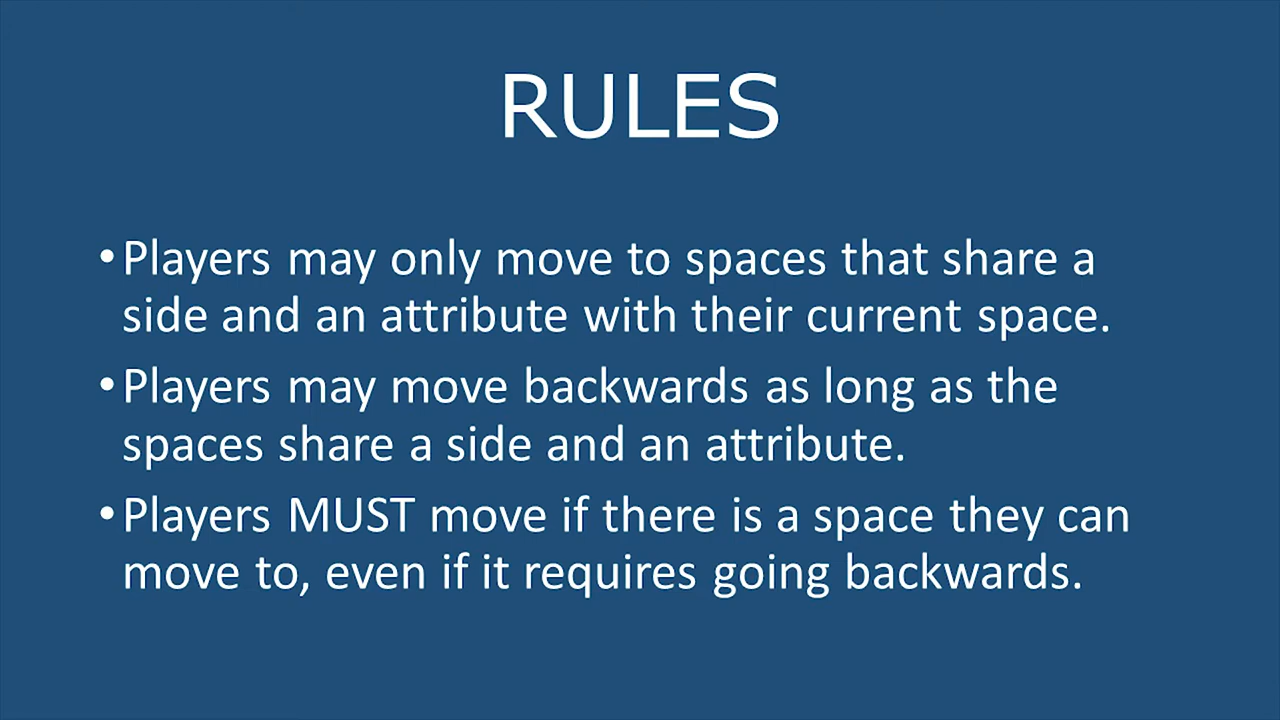 RULES
•Players may only move to spaces that share a
side and an attribute with their current space.
•Players may move backwards as long as the
spaces share a side and an attribute.
•Players MUST move if there is a space they can
move to, even if it requires going backwards.